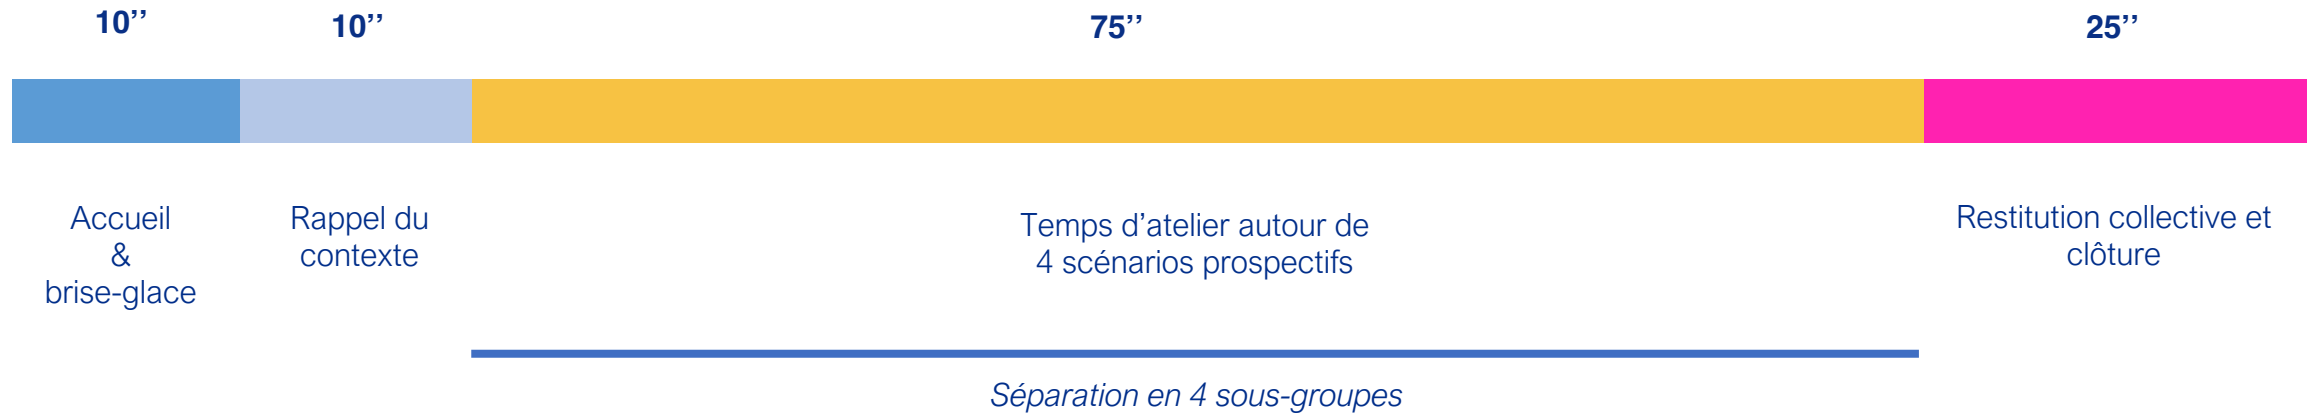 10’’
10’’
75’’
25’’
Accueil
&
brise-glace
Rappel du
contexte
Temps d’atelier autour de
4 scénarios prospectifs
Restitution collective et
clôture
Séparation en 4 sous-groupes